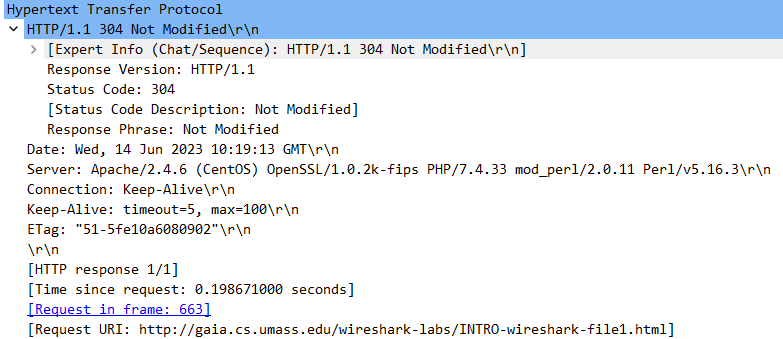 Hypertext Transfer Protocol
HTTP/1.1 304 Not Modified\r\n
[Expert Info (Chat/Sequence): HTTP/1.1 304 Not Modified\r\n]
Response Version: HTTP/1.1
Status Code: 304
[Status Code Description: Not Modified]
Response Phrase: Not Modified
Date: Wed, 14 Jun 2023 10:19:13 GMT\r\n
Server: Apache/2.4.6 (CentOS) OpenSSL/1.0.2k-fips PHP/7.4.33 mod_perl/2.0.11 Perl/v5.16.3\r\n
Connection: Keep-Alive\r\n
Keep-Alive: timeout=5, max=100\r\n
ETag: "51-5fe10a6080902"\r\n
\r\n
[HTTP response 1/1]
[Time since request: 0.198671000 seconds]
[Request in frame: 663]
[Request URI: http://gaia.cs.umass.edu/wireshark-labs/INTRO-wireshark-file1.html]